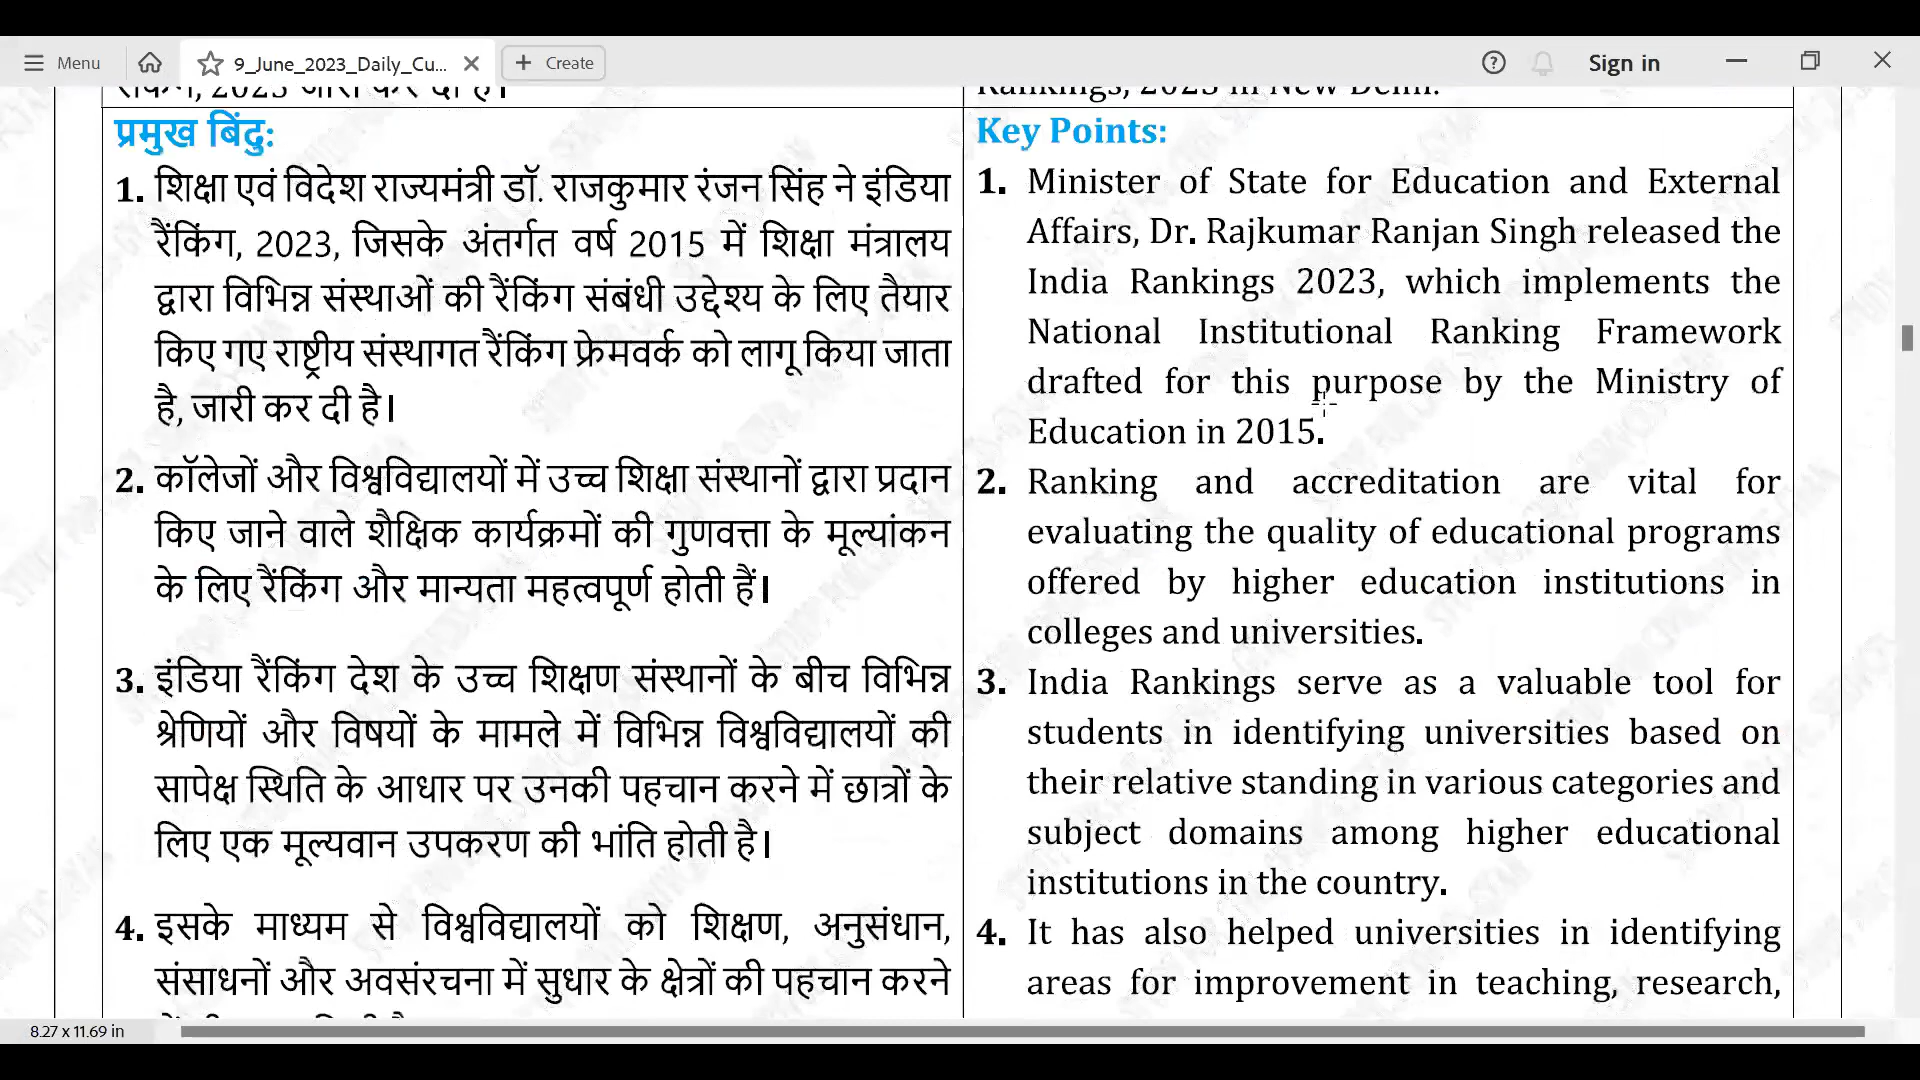 Menu
9_June_2023_Daily_Cu...
Create
Sign in
रैंकिंग, 2023 जारी कर दी है।
प्रमुख बिंदु:
1. शिक्षा एवं विदेश राज्यमंत्री डॉ. राजकुमार रंजन सिंह ने इंडिया
रैंकिंग, 2023, जिसके अंतर्गत वर्ष 2015 में शिक्षा मंत्रालय
द्वारा विभिन्न संस्थाओं की रैंकिंग संबंधी उद्देश्य के लिए तैयार
किए गए राष्ट्रीय संस्थागत रैंकिंग फ्रेमवर्क को लागू किया जाता
है, जारी कर दी है।
2. कॉलेजों और विश्वविद्यालयों में उच्च शिक्षा संस्थानों द्वारा प्रदान
किए जाने वाले शैक्षिक कार्यक्रमों की गुणवत्ता के मूल्यांकन
के लिए रैंकिंग और मान्यता महत्वपूर्ण होती हैं।
3. इंडिया रैंकिंग देश के उच्च शिक्षण संस्थानों के बीच विभिन्न
श्रेणियों और विषयों के मामले में विभिन्न विश्वविद्यालयों की
सापेक्ष स्थिति के आधार पर उनकी पहचान करने में छात्रों के
लिए एक मूल्यवान उपकरण की भांति होती है।
4. इसके माध्यम से विश्वविद्यालयों को शिक्षण, अनुसंधान,
संसाधनों और अवसंरचना में सुधार के क्षेत्रों की पहचान करने
Rankings, 2023 in New Delhi.
Key Points:
1. Minister of State for Education and External
Affairs, Dr. Rajkumar Ranjan Singh released the
India Rankings 2023, which implements the
National Institutional Ranking Framework
drafted for this purpose by the Ministry of
Education in 2015.
2. Ranking and accreditation are vital for
evaluating the quality of educational programs
offered by higher education institutions in
colleges and universities.
3. India Rankings serve as a valuable tool for
students in identifying universities based on
their relative standing in various categories and
subject domains among higher educational
institutions in the country.
4. It has also helped universities in identifying
areas for improvement in teaching, research,
8.27 x 11.69 in